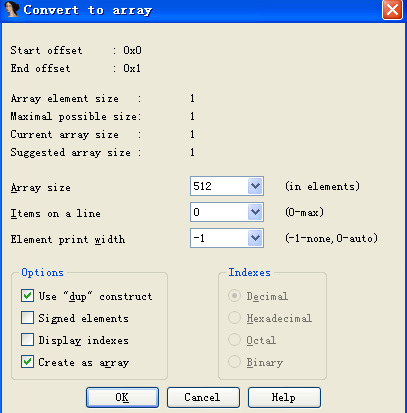 Convert to array
Start offset : 0x0
End offset : 0x1
Array element size : 1
Maximal possible size: 1
Current array size : 1
Suggested array size : 1
Array size 512 (in elements)
Items on a line 0 (0-max)
Element print width -1 (-1-none,0-auto)
Options Indexes
Use "dup" construct Decimal
Signed elements Hexadecimal
Display indexes Octal
Create as array Binary
OK Cancel Help